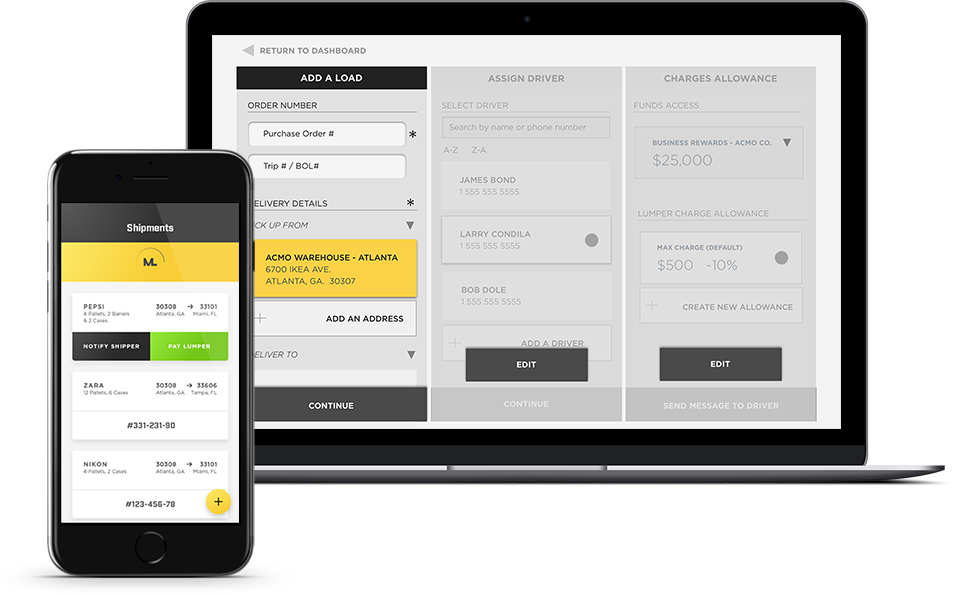 RETURN TO DASHBOARD
ADD A LOAD
ORDER NUMBER
Purchase Order # *
Trip # / BOL#
ELIVERY DETAILS *
CK UP FROM
ACMO WAREHOUSE - ATLANTA
6700 IKEA AVE.
ATLANTA, GA. 30307
ADD AN ADDRESS
ELIVER TO
CONTINUE
ASSIGN DRIVER
SELECT DRIVER
Search by name or phone number
A-Z Z-A
JAMES BOND
1 555 555 5555
LARRY CONDILA
1 555 555 5555
BOB DOLE
1 555 555 5555
ADD A DRIVER
EDIT
CONTINUE
CHARGES ALLOWANCE
FUNDS ACCESS
BUSINESS REWARDS - ACMO CO.
$25,000
LUMPER CHARGE ALLOWANCE
MAX CHARGE (DEFAULT)
$500 -10%
CREATE NEW ALLOWANCE
EDIT
SEND MESSAGE TO DRIVER
Shipments
ML
PEPSI 30308 → 33101
4 Pallets, 2 Barrels Atlanta, GA Miami, FL
& 2 Cases
NOTIFY SHIPPER PAY LUMPER
ZARA 30308 → 33606
12 Pallets, 6 Cases Atlanta, GA Tampa, FL
#331-231-90
NIKON 30308 → 33101
4 Pallets, 2 Cases Atlanta, GA Miami, FL
#123-456-78 +